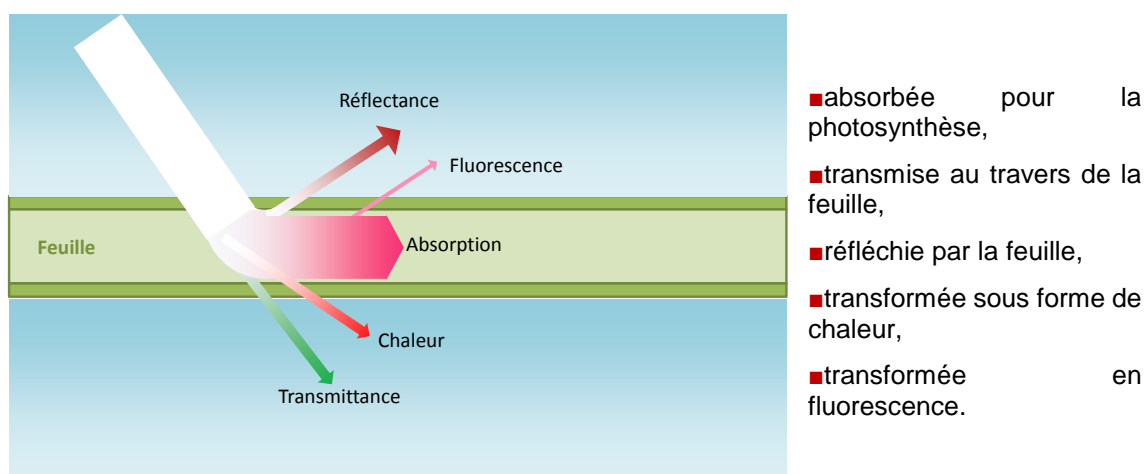 Réflectance
Fluorescence
Feuille
Absorption
Chaleur
Transmittance
■absorbée pour la
photosynthèse,
■transmise au travers de la
feuille,
■réfléchie par la feuille,
■transformée sous forme de
chaleur,
■transformée en
fluorescence.